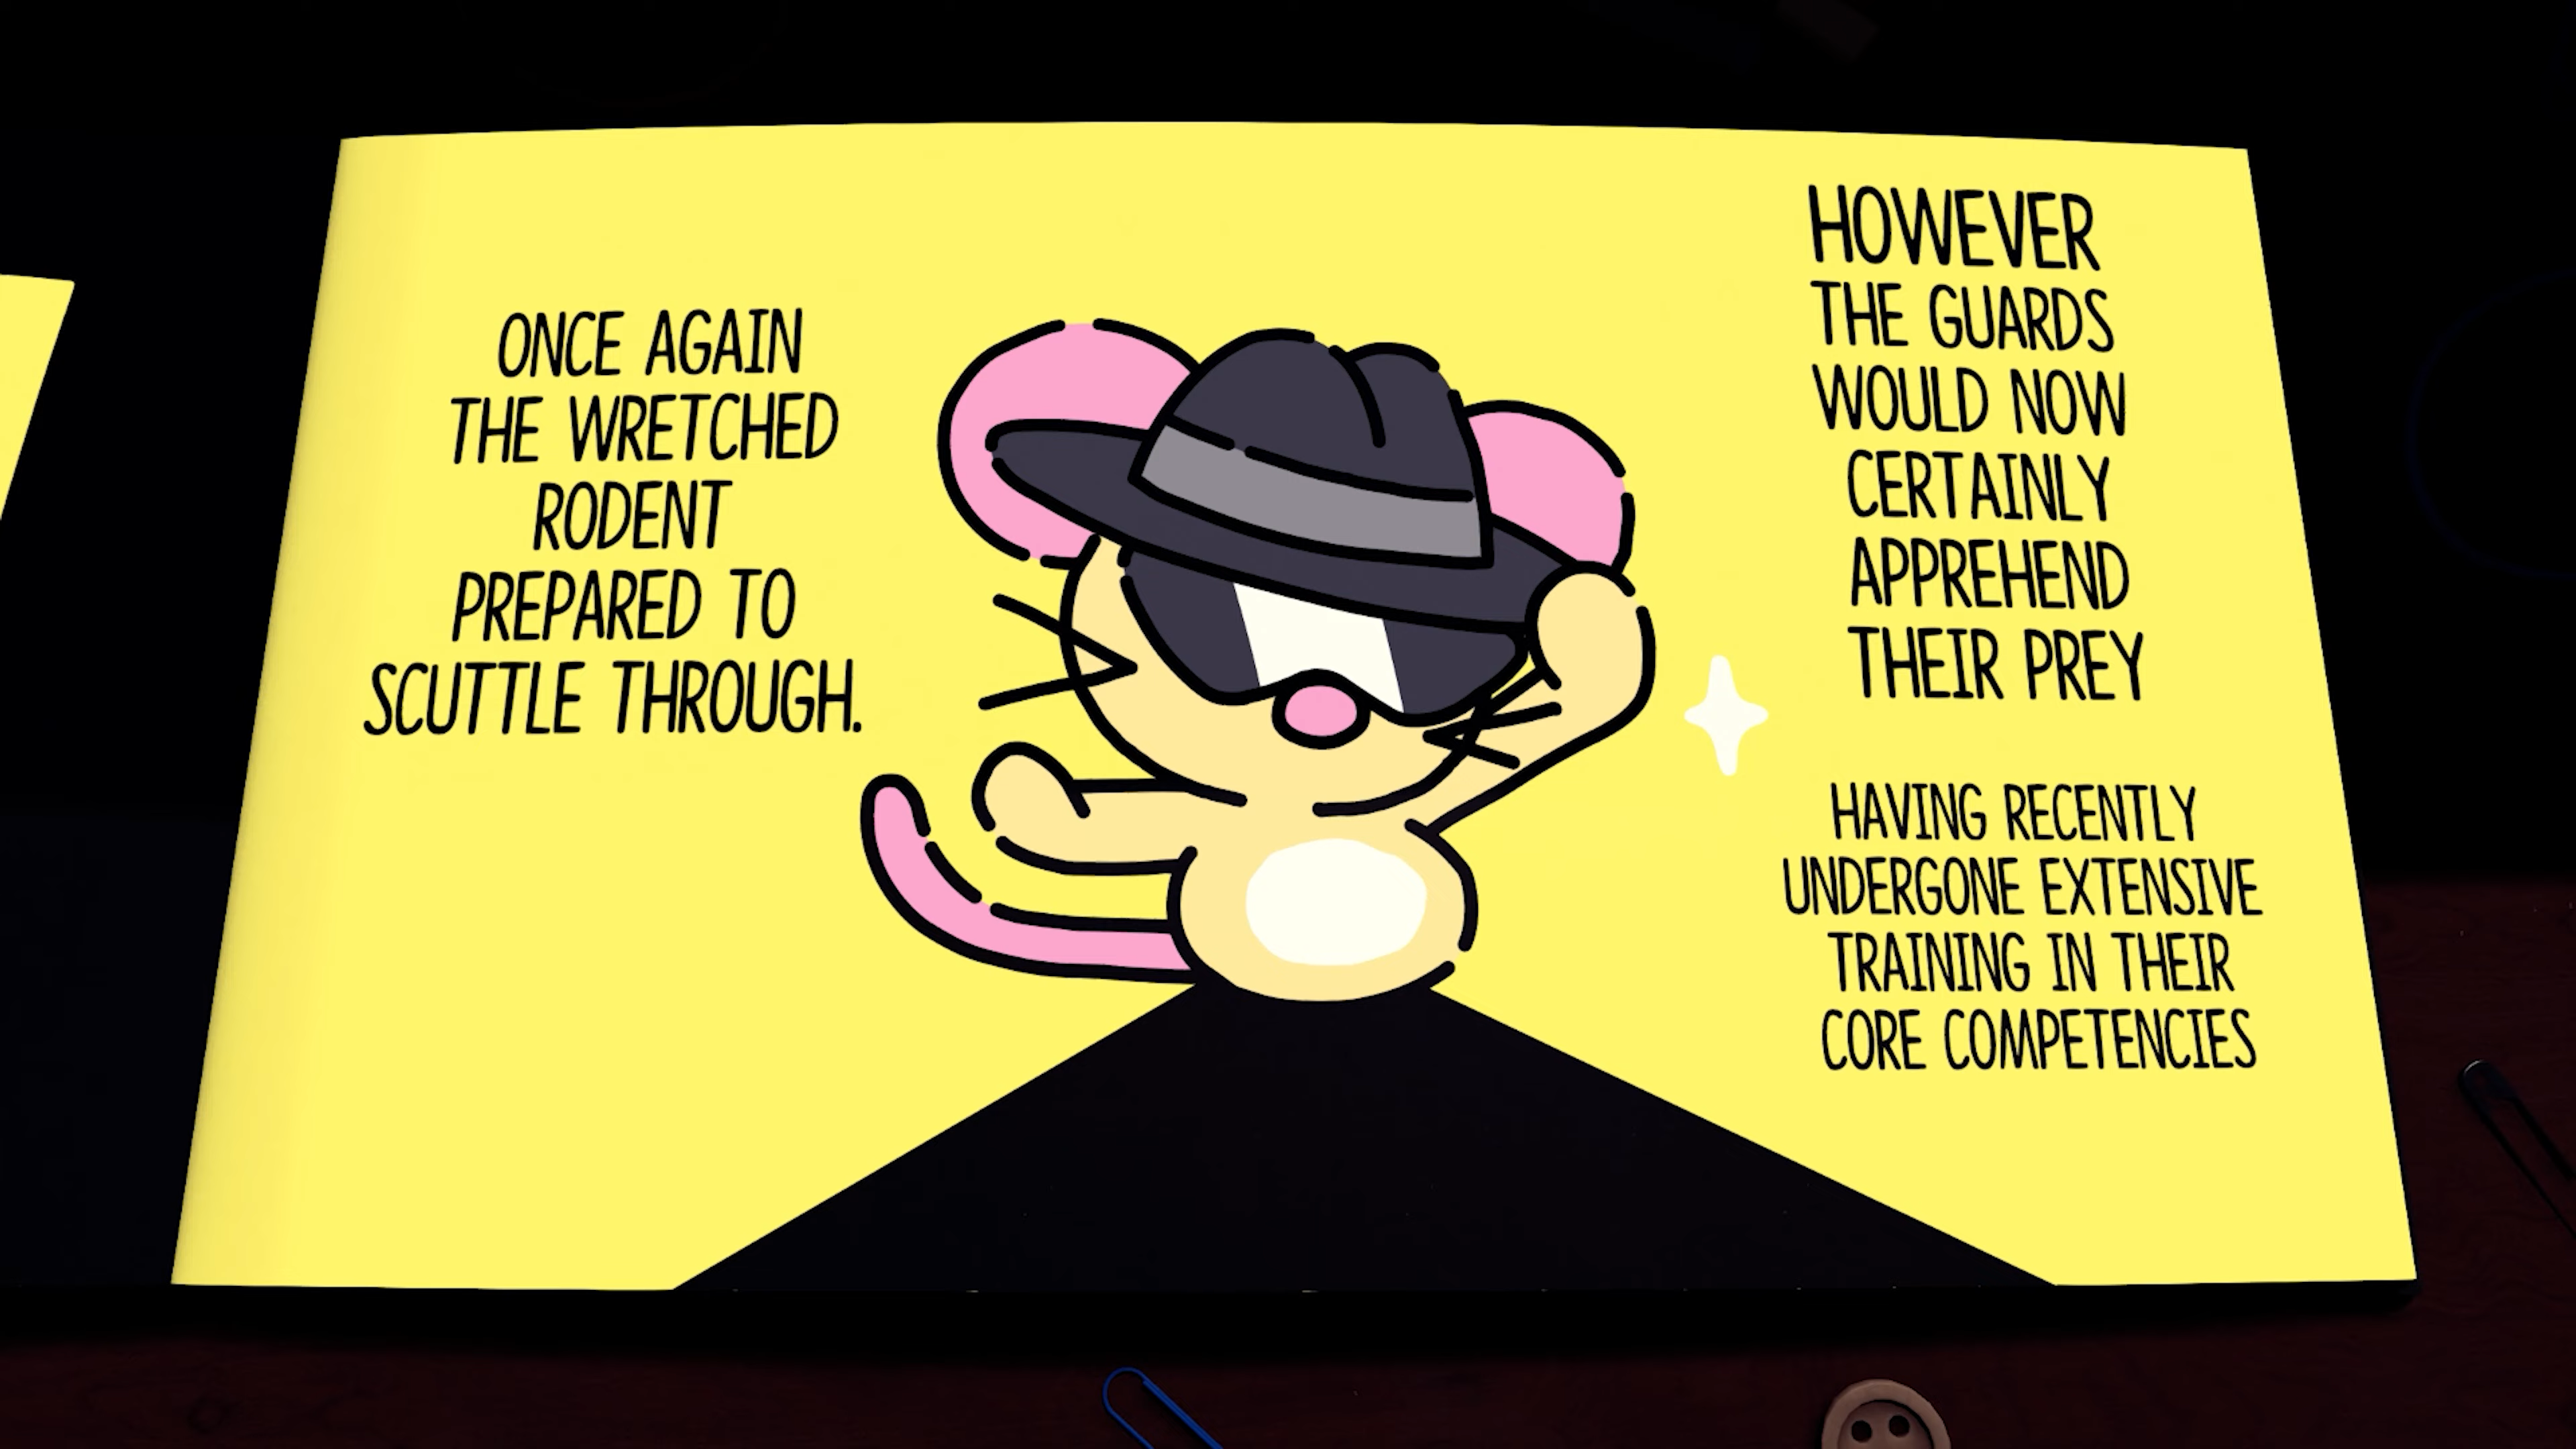 ONCE AGAIN
THE WRETCHED
RODENT
PREPARED TO
SCUTTLE THROUGH.
HOWEVER
THE GUARDS
WOULD NOW
CERTAINLY
APPREHEND
THEIR PREY
HAVING RECENTLY
UNDERGONE EXTENSIVE
TRAINING IN THEIR
CORE COMPETENCIES